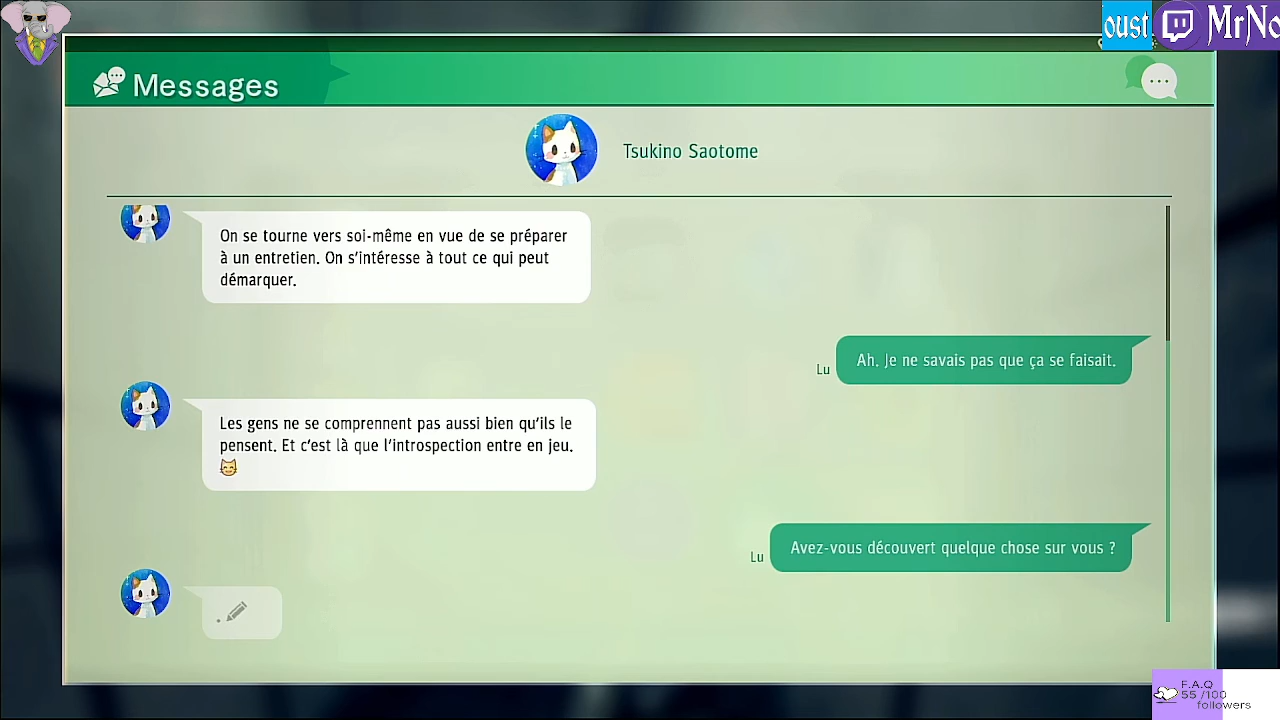 oust MrNo
Messages
Tsukino Saotome
On se tourne vers soi-même en vue de se préparer
à un entretien. On s'intéresse à tout ce qui peut
démarquer.
Lu Ah. Je ne savais pas que ça se faisait.
Les gens ne se comprennent pas aussi bien qu'ils le
pensent. Et c'est là que l'introspection entre en jeu.
Lu Avez-vous découvert quelque chose sur vous ?
F.A.Q
55 /100
followers